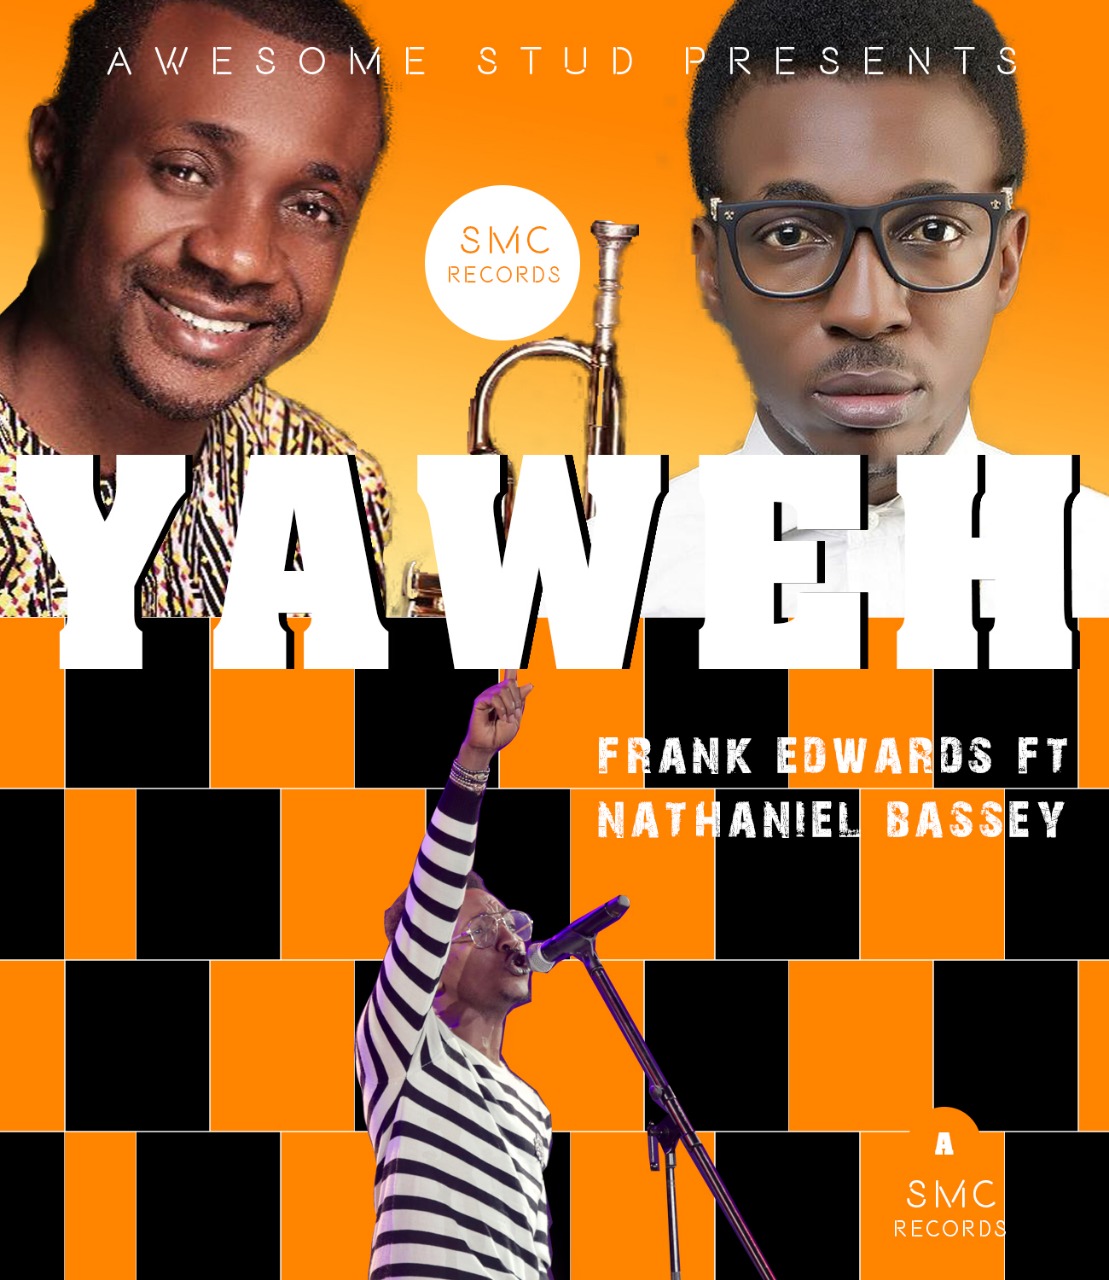 AWESOME STUD PRESENTS
SMC
RECORDS
YAWEH
FRANK EDWARDS FT
NATHANIEL BASSEY
A
SMC
RECORDS